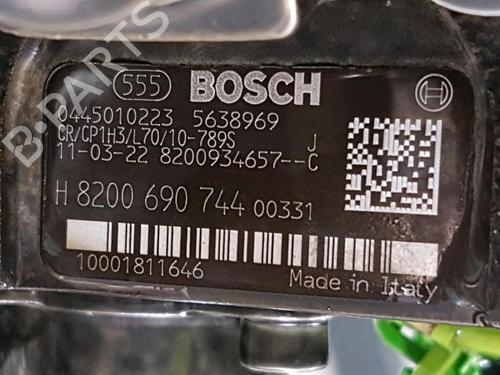 B-PARTS
555 BOSCH
0445010223 5638969
CR/CP1H3/L70/10-789S J
11-03-22 8200934657--C
H 8200 690 744 00331
10001811646
Made in Italy